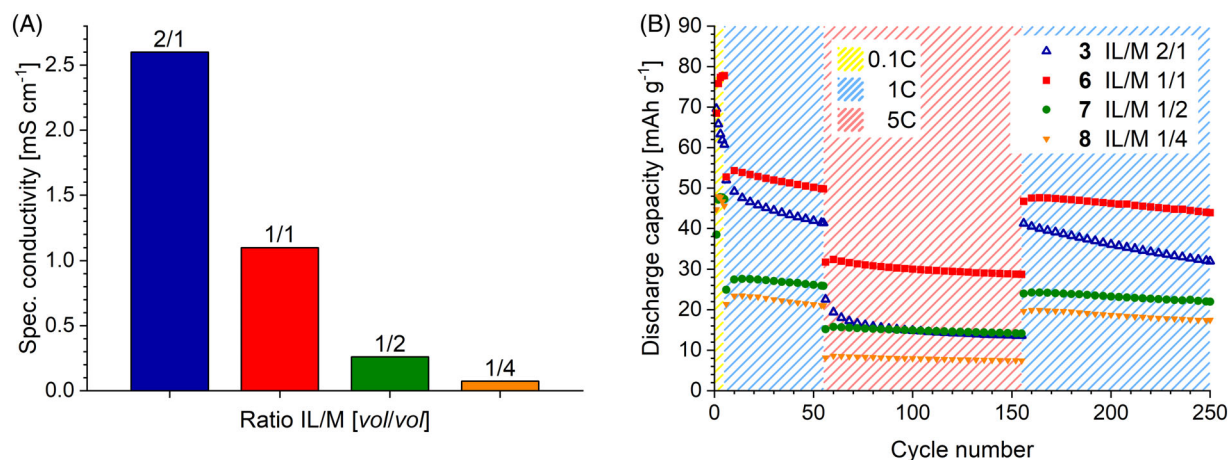 (A)
Spec. conductivity [mS cm⁻¹]
2.5
2.0
1.5
1.0
0.5
0.0
2/1
1/1
1/2
1/4
Ratio IL/M [vol/vol]
(B)
Discharge capacity [mAh g⁻¹]
90
80
70
60
50
40
30
20
10
0
0.1C
1C
5C
3 IL/M 2/1
6 IL/M 1/1
7 IL/M 1/2
8 IL/M 1/4
0 50 100 150 200 250
Cycle number